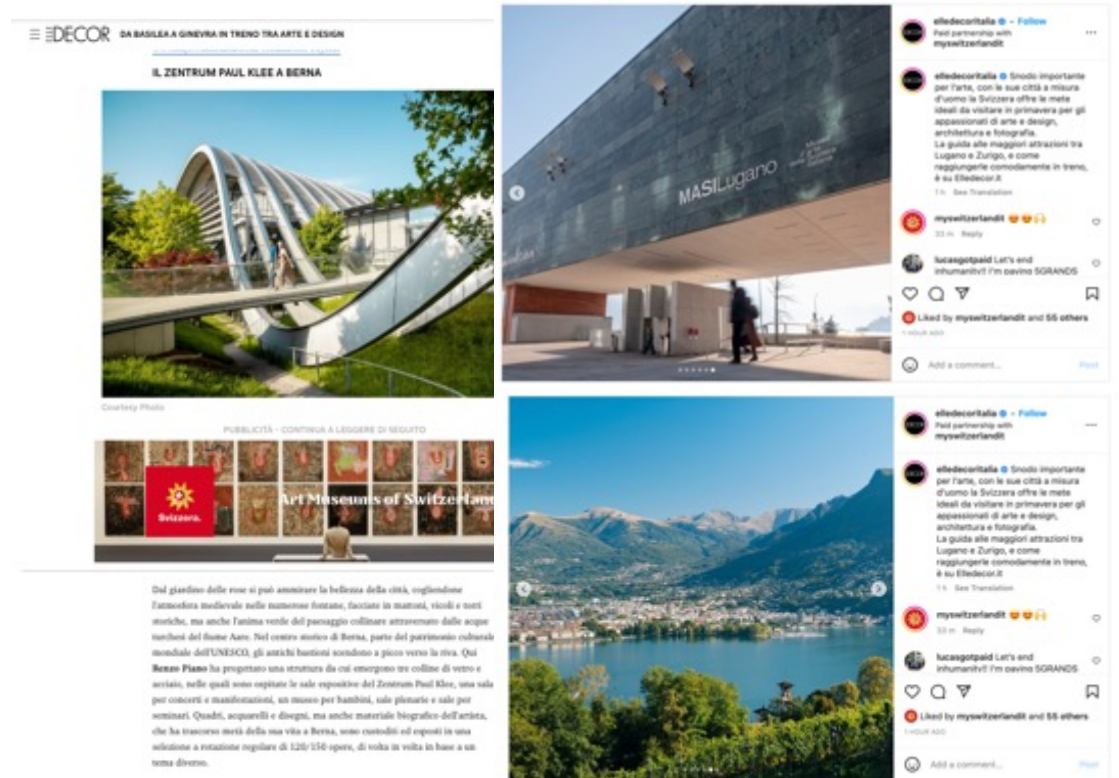 DECOR DA BASILEA A GINEVRA IN TRENO TRA ARTE E DESIGN
IL ZENTRUM PAUL KLEE A BERNA
Courtesy Photo
PUBBLICITÀ - CONTINUA A LEGGERE DI SEGUITO
Svizzera.
Art Museums of Switzerlan
Dal giardino delle rose si può ammirare la bellezza della città, cogliendone
l'atmosfera medievale nelle numerose fontane, facciate in mattoni, vicoli e torri
storiche, ma anche l'anima verde del paesaggio collinare attraversato dalle acque
turchesi del fiume Aare. Nel centro storico di Berna, parte del patrimonio culturale
mondiale dell'UNESCO, gli antichi bastioni scendono a picco verso la riva. Qui
Renzo Piano ha progettato una struttura da cui emergono tre colline di vetro e
acciaio, nelle quali sono ospitate le sale espositive del Zentrum Paul Klee, una sala
per concerti e manifestazioni, un museo per bambini, sale plenarie e sale per
seminari. Quadri, acquarelli e disegni, ma anche materiale biografico dell'artista,
che ha trascorso metà della sua vita a Berna, sono custoditi ed esposti in una
selezione a rotazione regolare di 120/150 opere, di volta in volta in base a un
tema diverso.
MASILugano
elledecoritalia • Follow
Paid partnership with
myswitzerlandit
elledecoritalia Snodo importante
per l'arte, con le sue città a misura
d'uomo la Svizzera offre le mete
ideali da visitare in primavera per gli
appassionati di arte e design,
architettura e fotografia.
La guida alle maggiori attrazioni tra
Lugano e Zurigo, e come
raggiungerle comodamente in treno,
è su Elledecor.it
1 h See Translation
myswitzerlandit 😍😍🙌
33 m Reply
lucasgotpaid Let's end
inhumanity!! I'm paying 5GRANDS
Liked by myswitzerlandit and 55 others
1 HOUR AGO
Add a comment... Post
elledecoritalia • Follow
Paid partnership with
myswitzerlandit
elledecoritalia Snodo importante
per l'arte, con le sue città a misura
d'uomo la Svizzera offre le mete
ideali da visitare in primavera per gli
appassionati di arte e design,
architettura e fotografia.
La guida alle maggiori attrazioni tra
Lugano e Zurigo, e come
raggiungerle comodamente in treno,
è su Elledecor.it
1 h See Translation
myswitzerlandit 😍😍🙌
33 m Reply
lucasgotpaid Let's end
inhumanity!! I'm paying 5GRANDS
Liked by myswitzerlandit and 55 others
1 HOUR AGO
Add a comment... Post